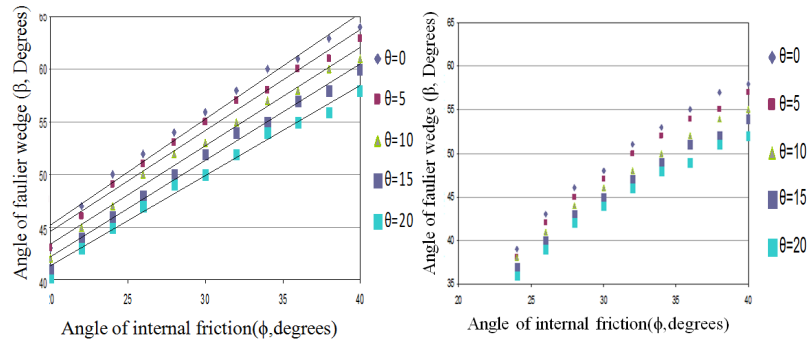 Angle of faulier wedge (β, Degrees)
65
60
55
50
45
40
25
30
35
40
Angle of internal friction(ϕ,degrees)
θ=0
θ=5
θ=10
θ=15
θ=20
Angle of faulier wedge (β, Degrees)
65
60
55
50
45
40
35
20
25
30
35
40
Angle of internal friction(ϕ,degrees)
θ=0
θ=5
θ=10
θ=15
θ=20